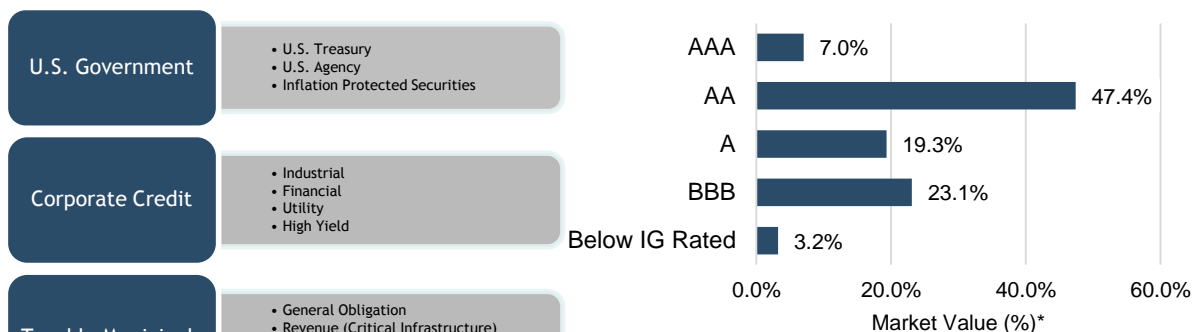 U.S. Government
• U.S. Treasury
• U.S. Agency
• Inflation Protected Securities
Corporate Credit
• Industrial
• Financial
• Utility
• High Yield
• General Obligation
• Revenue (Critical Infrastructure)
AAA 7.0%
AA 47.4%
A 19.3%
BBB 23.1%
Below IG Rated 3.2%
0.0% 20.0% 40.0% 60.0%
Market Value (%)*